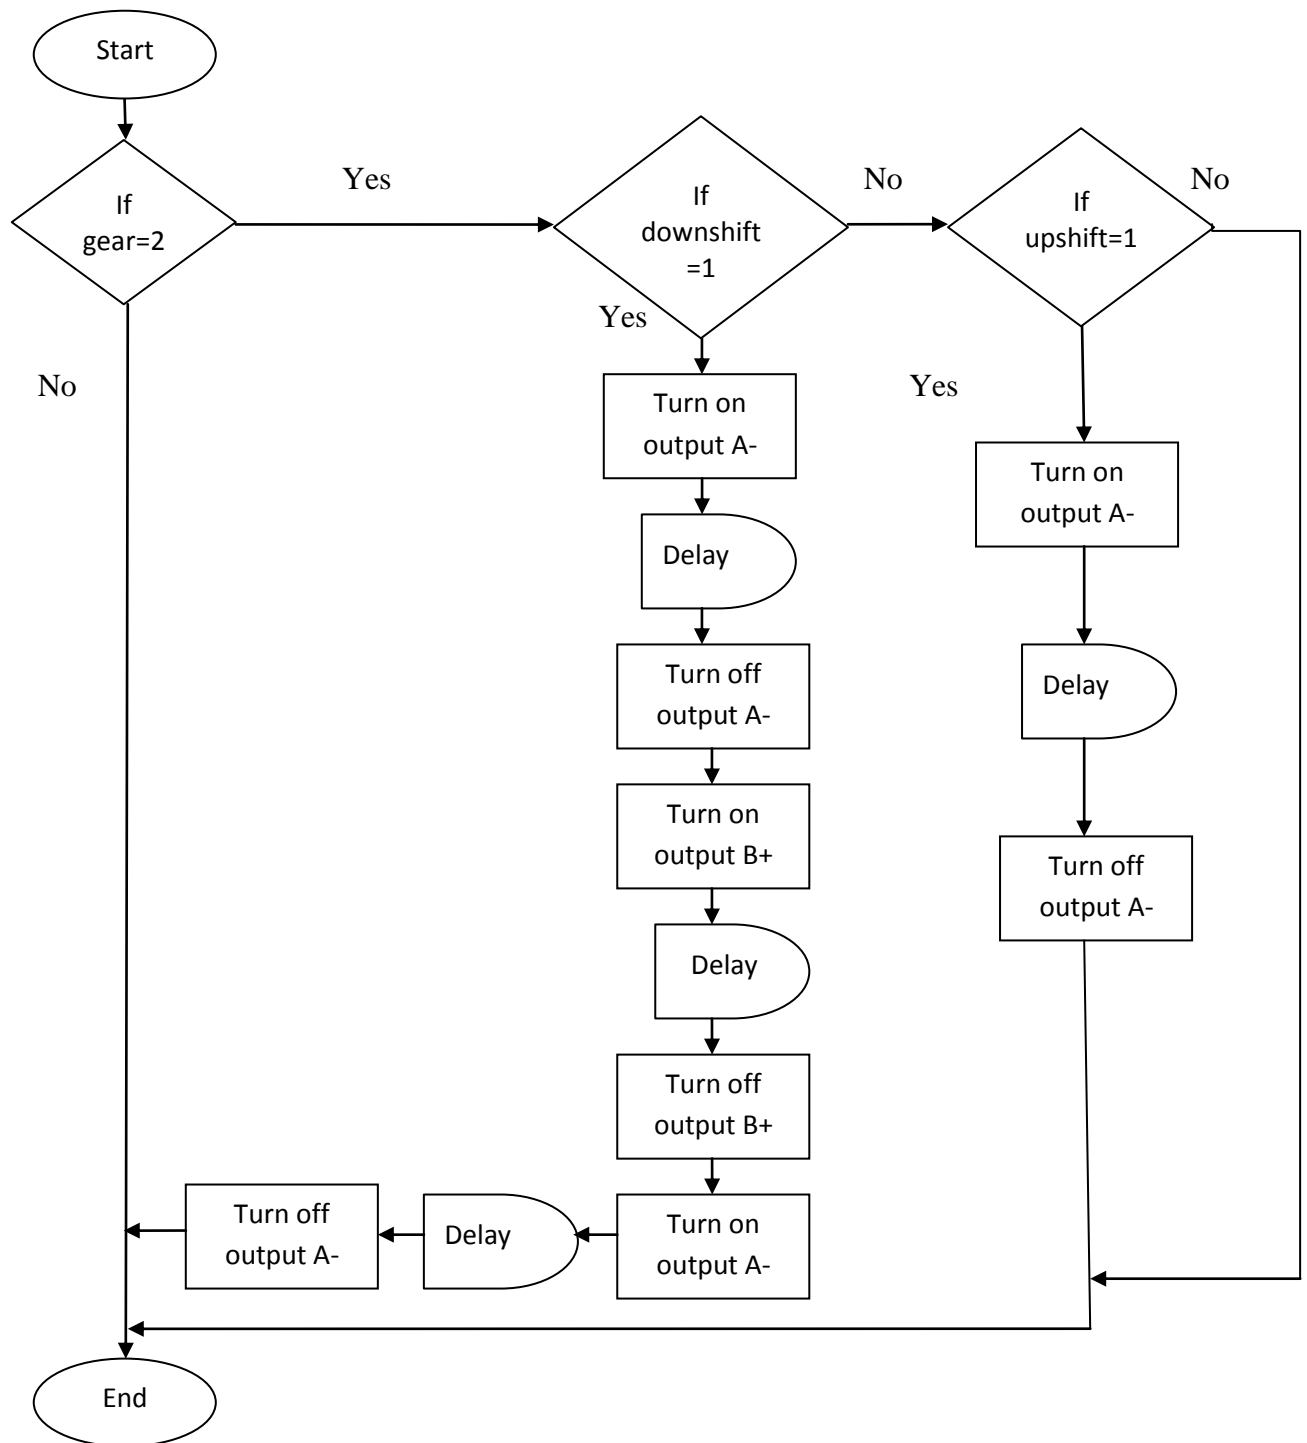 Start
If
gear=2
Yes
No
If
downshift
=1
No
Yes
If
upshift=1
No
Yes
Turn on
output A-
Delay
Turn off
output A-
Turn on
output B+
Delay
Turn off
output B+
Turn on
output A-
Delay
Turn off
output A-
Turn on
output A-
Delay
Turn off
output A-
End